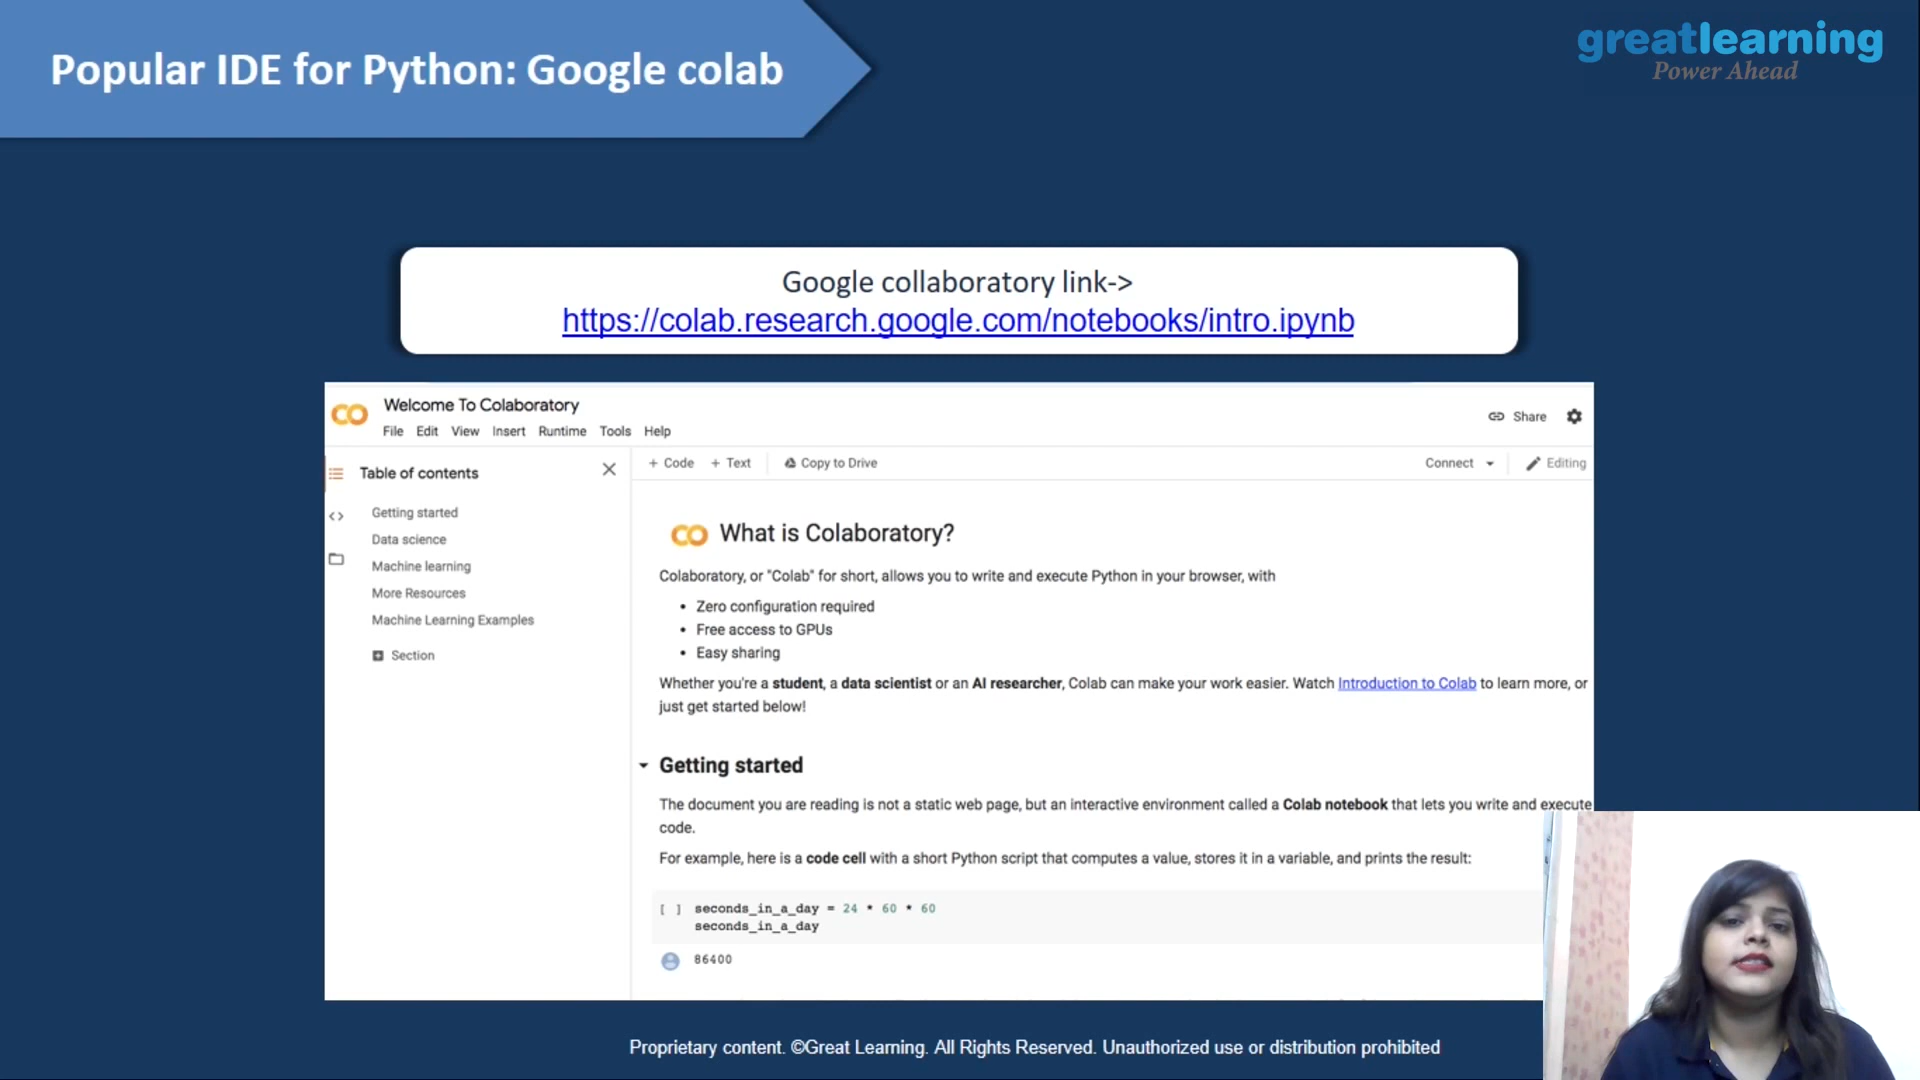 Popular IDE for Python: Google colab
greatlearning
Power Ahead
Google collaboratory link->
https://colab.research.google.com/notebooks/intro.ipynb
CO
Welcome To Colaboratory
File Edit View Insert Runtime Tools Help
Share
Table of contents
+ Code + Text Copy to Drive
Connect
Editing
Getting started
Data science
Machine learning
More Resources
Machine Learning Examples
Section
CO What is Colaboratory?
Colaboratory, or "Colab" for short, allows you to write and execute Python in your browser, with
• Zero configuration required
• Free access to GPUs
• Easy sharing
Whether you're a student, a data scientist or an AI researcher, Colab can make your work easier. Watch Introduction to Colab to learn more, or
just get started below!
Getting started
The document you are reading is not a static web page, but an interactive environment called a Colab notebook that lets you write and execute
code.
For example, here is a code cell with a short Python script that computes a value, stores it in a variable, and prints the result:
[ ] seconds_in_a_day = 24 * 60 * 60
seconds_in_a_day
86400
Proprietary content. ©Great Learning. All Rights Reserved. Unauthorized use or distribution prohibited